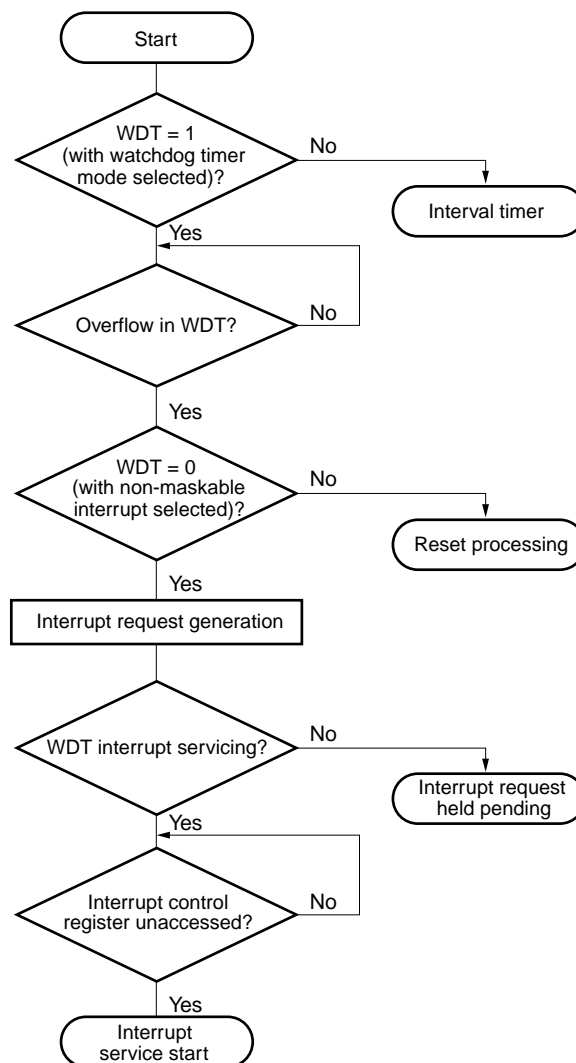 Start
WDT = 1
(with watchdog timer
mode selected)?
No
Interval timer
Yes
Overflow in WDT?
No
Yes
WDT = 0
(with non-maskable
interrupt selected)?
No
Reset processing
Yes
Interrupt request generation
WDT interrupt servicing?
No
Interrupt request
held pending
Yes
Interrupt control
register unaccessed?
No
Yes
Interrupt
service start